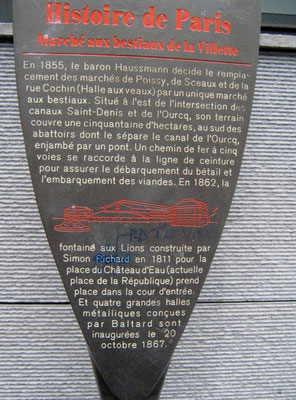 Histoire de Paris
Marché aux bestiaux de la Villette
En 1855, le baron Haussmann décide le rempla-
cement des marchés de Poissy, de Sceaux et de la
rue Cochin (Halle aux veaux) par un unique marché
aux bestiaux. Situé à l'est de l'intersection des
canaux Saint-Denis et de l'Ourcq, son terrain
couvre une cinquantaine d'hectares, au sud des
abattoirs dont le sépare le canal de l'Ourcq,
enjambé par un pont. Un chemin de fer à cinq
voies se raccorde à la ligne de ceinture
pour assurer le débarquement du bétail et
l'embarquement des viandes. En 1862, la
fontaine aux Lions construite par
Simon Richard en 1811 pour la
place du Château d'Eau (actuelle
place de la République) prend
place dans la cour d'entrée.
Et quatre grandes halles
métalliques conçues
par Baltard sont
inaugurées le 20
octobre 1867.